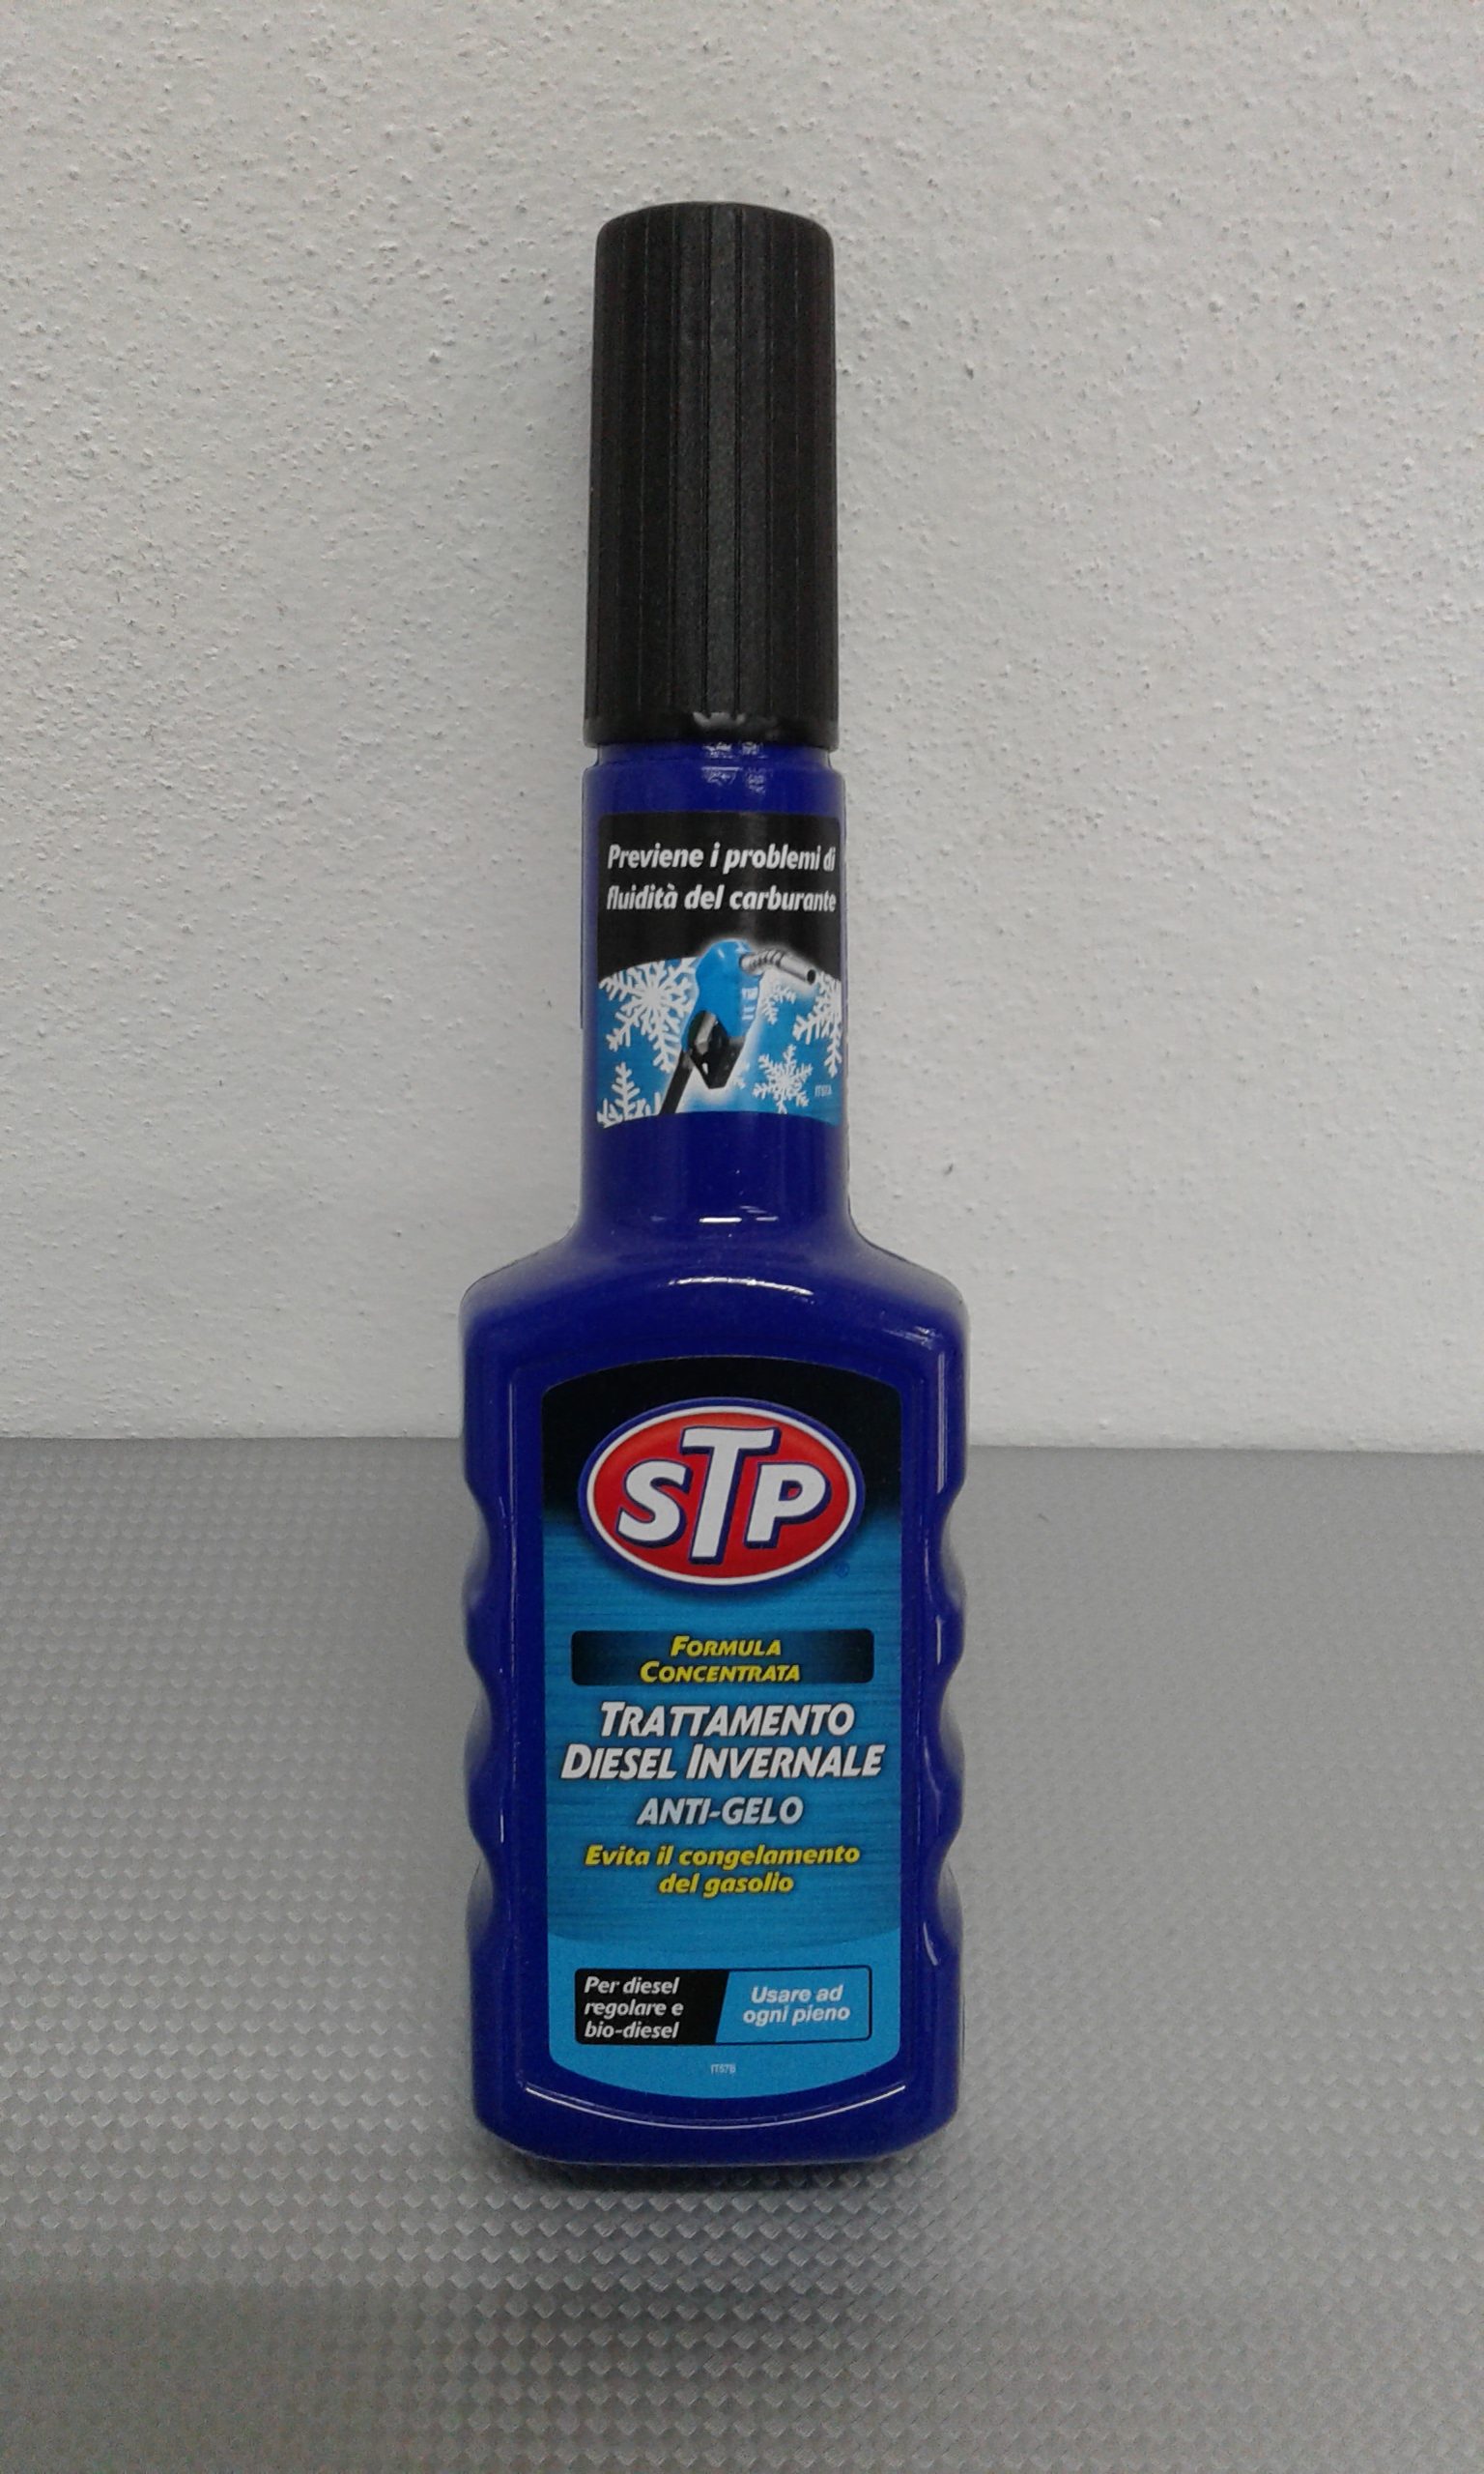 Previene i problemi di
fluidità del carburante
STP
FORMULA
CONCENTRATA
TRATTAMENTO
DIESEL INVERNALE
ANTI-GELO
Evita il congelamento
del gasolio
Per diesel
regolare e
bio-diesel
Usare ad
ogni pieno
IT57B